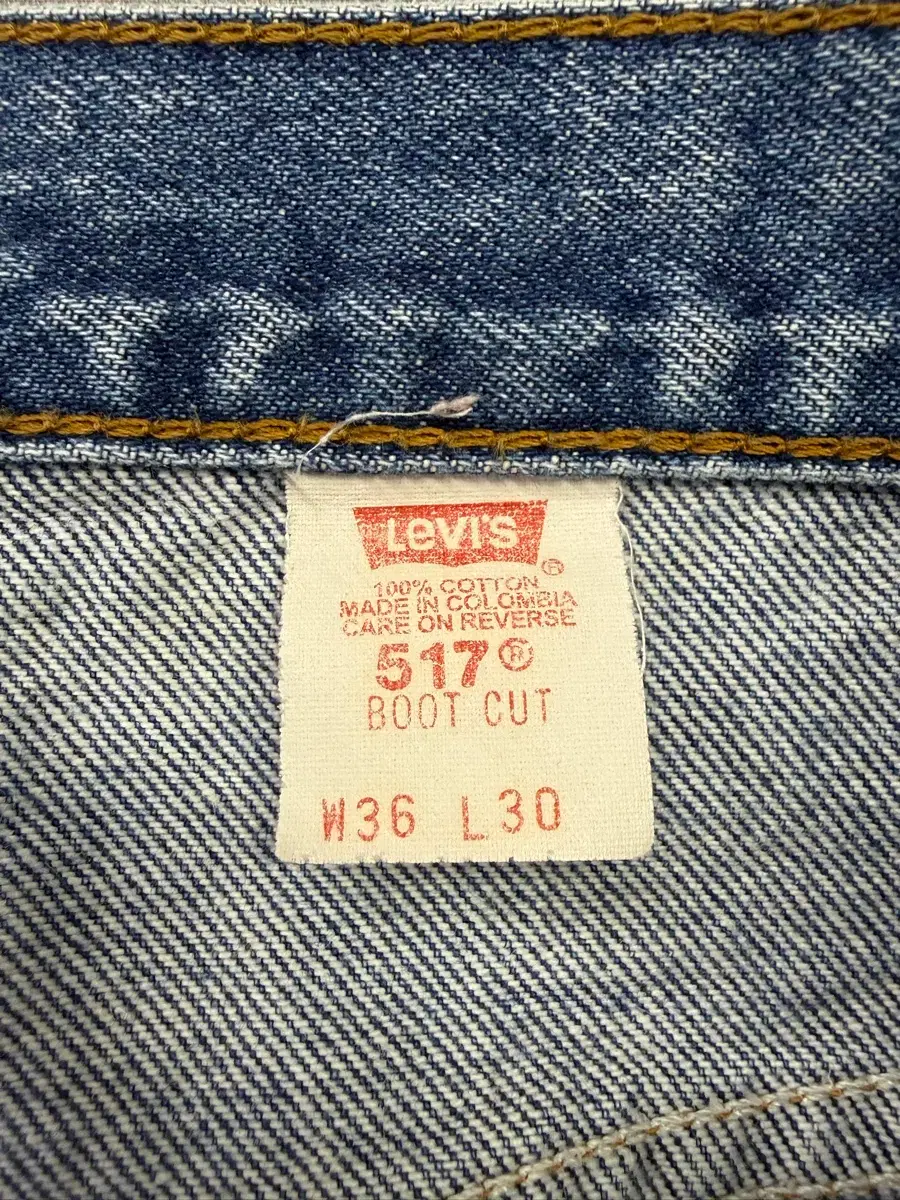 Levi's ®
100% COTTON
MADE IN COLOMBIA
CARE ON REVERSE
517®
BOOT CUT
W36 L30